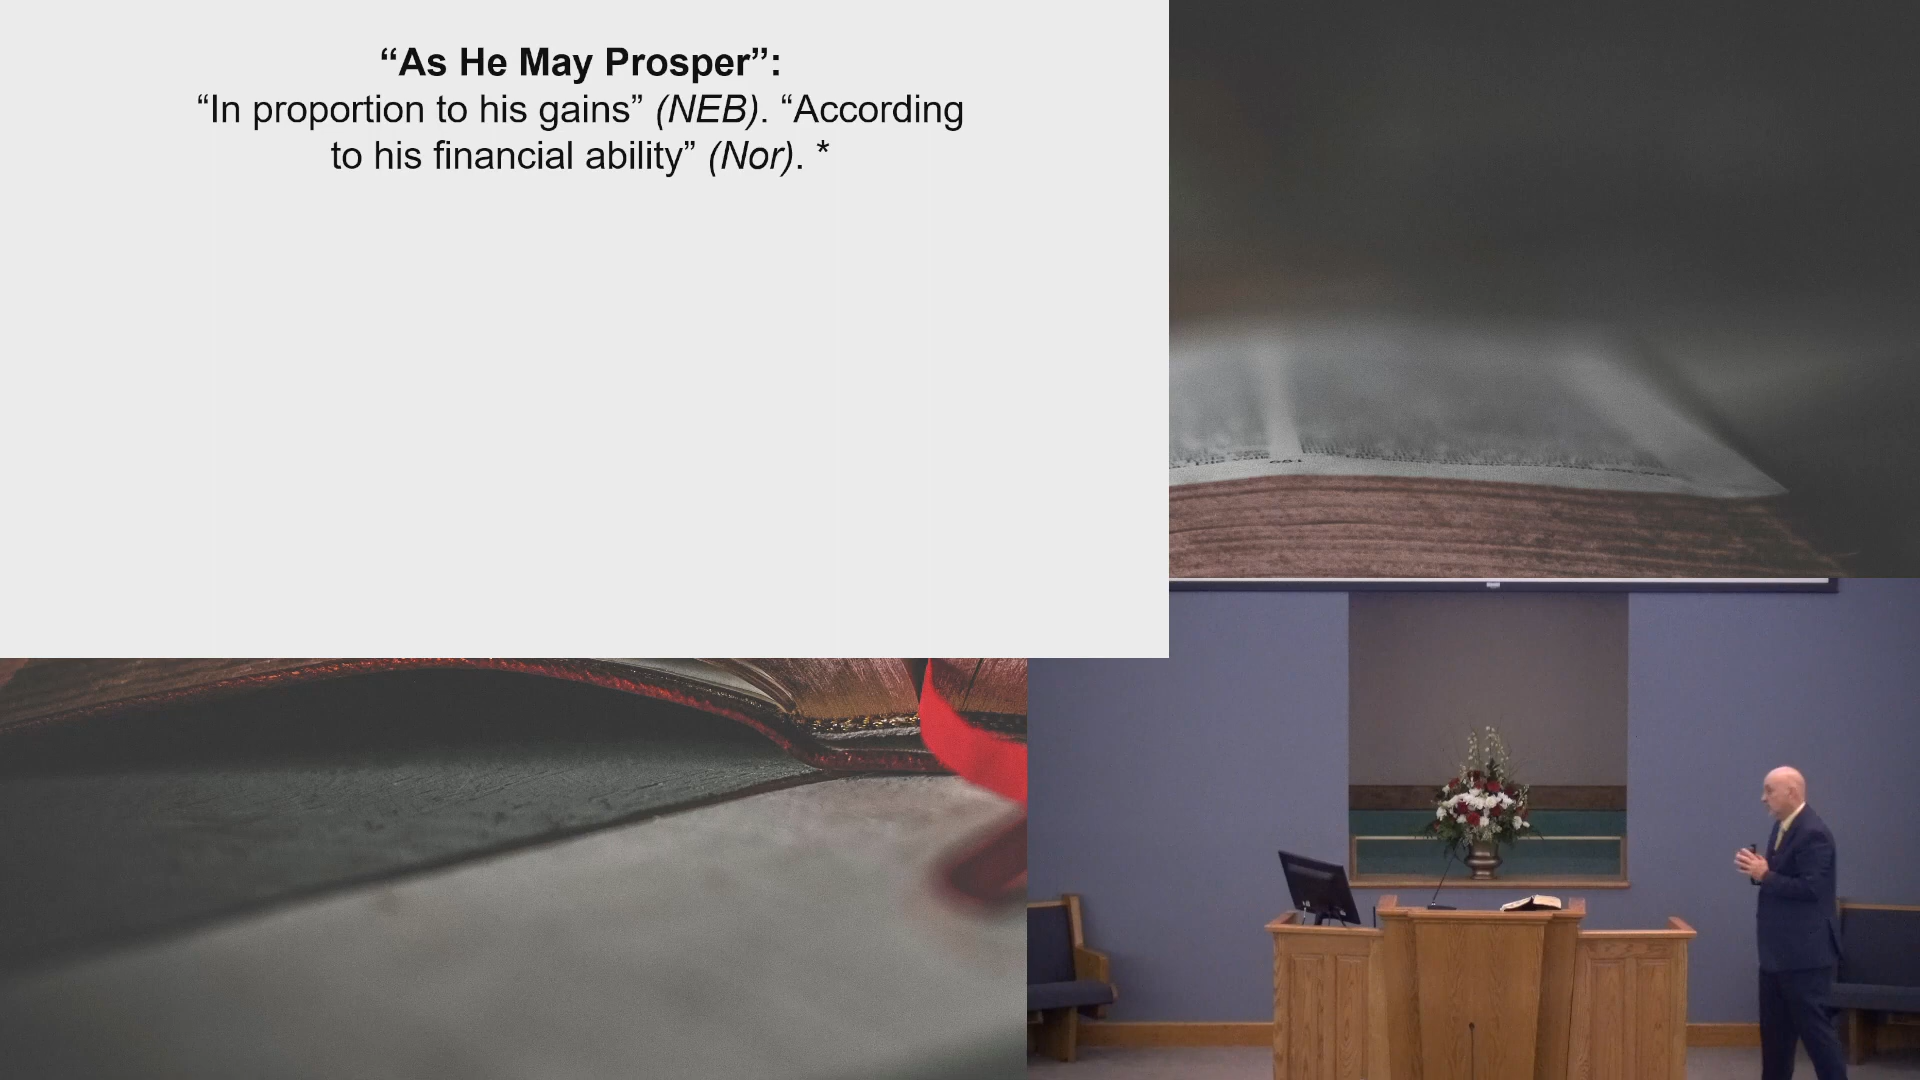 “As He May Prosper”:
“In proportion to his gains” (NEB). “According
to his financial ability” (Nor). *